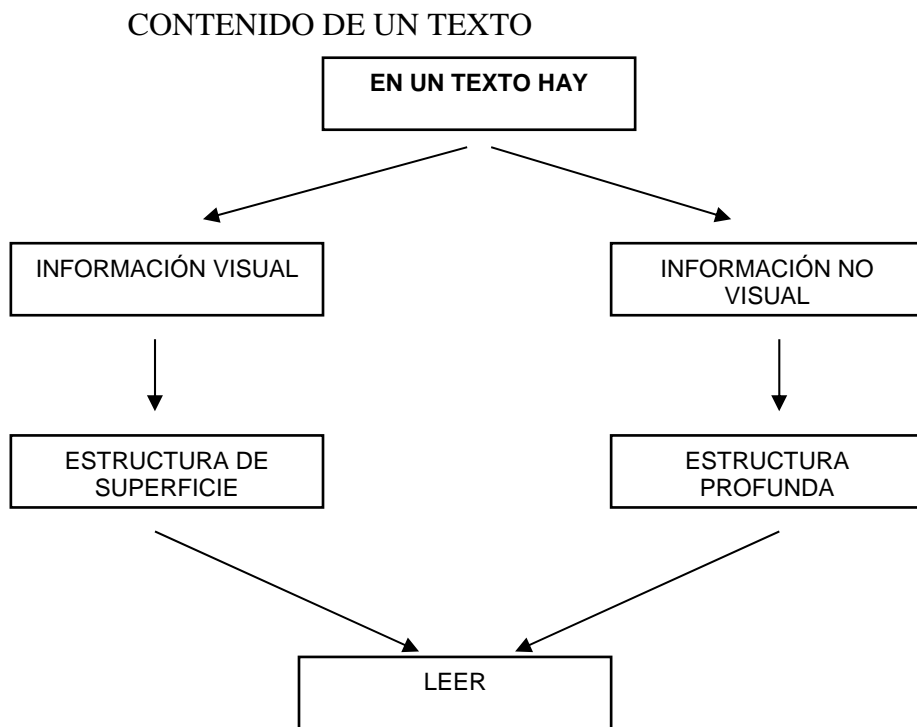 CONTENIDO DE UN TEXTO
EN UN TEXTO HAY
INFORMACIÓN VISUAL
INFORMACIÓN NO
VISUAL
ESTRUCTURA DE
SUPERFICIE
ESTRUCTURA
PROFUNDA
LEER